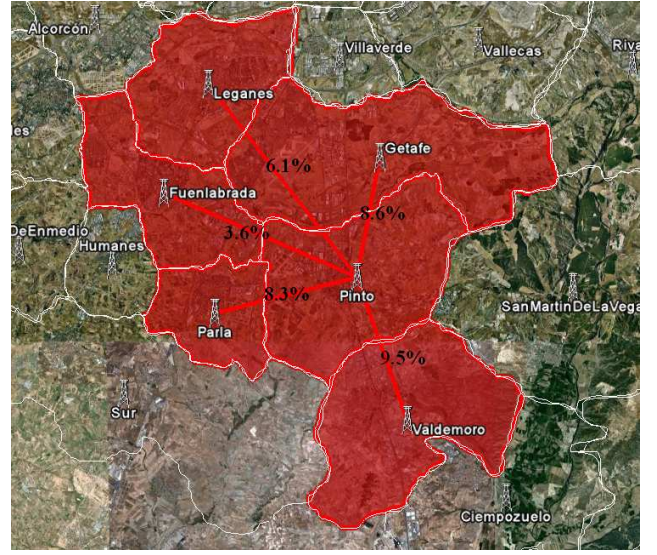 Alcorcón
Villaverde
Vallecas
Riva
Leganes
es
Getafe
6.1%
Fuenlabrada
8.6%
DeEnmedio
3.6%
Humanes
8.3%
Pinto
SanMartinDeLaVega
Parla
9.5%
Sur
Valdemoro
Ciempozuelo